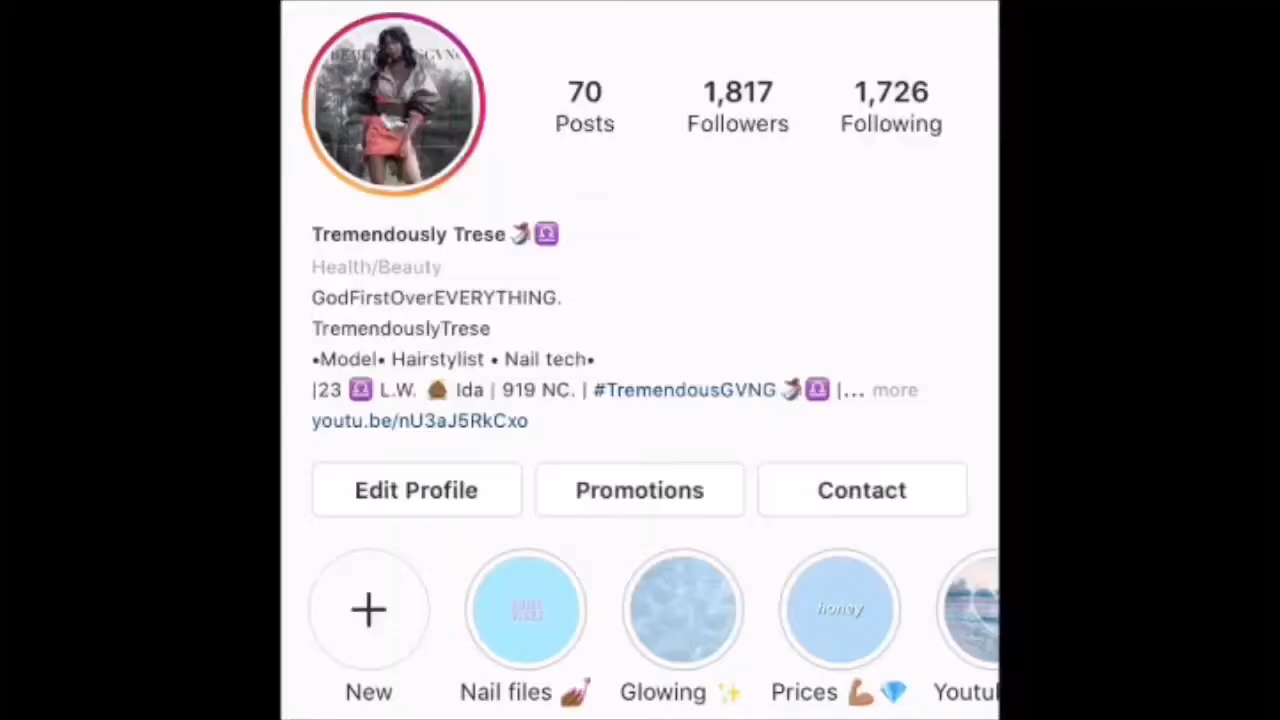 70
Posts
1,817
Followers
1,726
Following
Tremendously Trese
Health/Beauty
GodFirstOverEVERYTHING.
TremendouslyTrese
•Model• Hairstylist • Nail tech•
|23 ♎ L.W. 🌰 Ida | 919 NC. | #TremendousGVNG ♎ |... more
youtu.be/nU3aJ5RkCxo
Edit Profile
Promotions
Contact
honey
New
Nail files 💅🏾
Glowing ✨
Prices 💪🏽💎